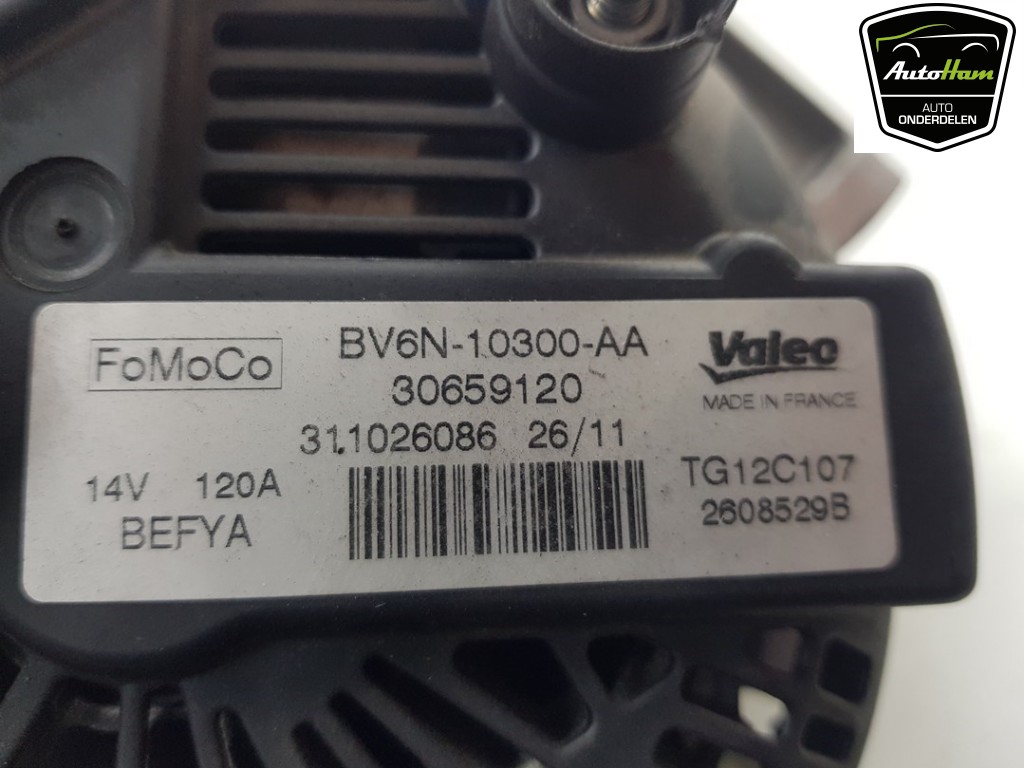 AutoHam
AUTO
ONDERDELEN
FoMoCo
BV6N-10300-AA
30659120
31.1026086 26/11
14V 120A
BEFYA
Valeo
MADE IN FRANCE
TG12C107
2608529B